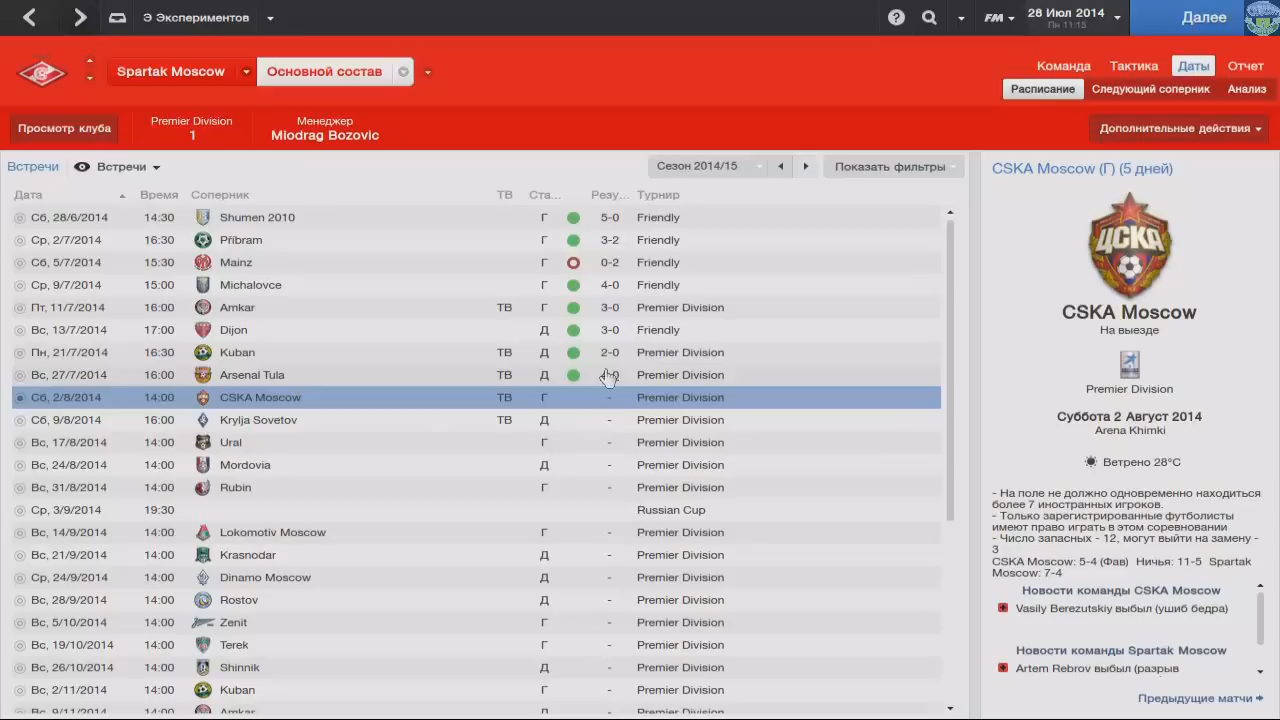 Э Экспериментов
FM
28 Июл 2014
Пн 11:15
Далее
Spartak Moscow
Основной состав
Команда
Тактика
Даты
Отчет
Расписание
Следующий соперник
Анализ
Просмотр клуба
Premier Division
1
Менеджер
Miodrag Bozovic
Дополнительные действия
Встречи
Встречи
Сезон 2014/15
Показать фильтры
Дата Время Соперник ТВ Ста... Резу... Турнир
Сб, 28/6/2014 14:30 Shumen 2010 Г 5-0 Friendly
Ср, 2/7/2014 16:30 Příbram Г 3-2 Friendly
Сб, 5/7/2014 15:30 Mainz Г 0-2 Friendly
Ср, 9/7/2014 15:00 Michalovce Г 4-0 Friendly
Пт, 11/7/2014 16:00 Amkar ТВ Г 3-0 Premier Division
Вс, 13/7/2014 17:00 Dijon Д 3-0 Friendly
Пн, 21/7/2014 16:30 Kuban ТВ Д 2-0 Premier Division
Вс, 27/7/2014 16:00 Arsenal Tula ТВ Д Premier Division
Сб, 2/8/2014 14:00 CSKA Moscow ТВ Г - Premier Division
Сб, 9/8/2014 16:00 Krylja Sovetov ТВ Д - Premier Division
Вс, 17/8/2014 14:00 Ural Г - Premier Division
Вс, 24/8/2014 14:00 Mordovia Д - Premier Division
Вс, 31/8/2014 14:00 Rubin Г - Premier Division
Ср, 3/9/2014 19:30 Russian Cup
Вс, 14/9/2014 14:00 Lokomotiv Moscow Г - Premier Division
Вс, 21/9/2014 14:00 Krasnodar Д - Premier Division
Ср, 24/9/2014 14:00 Dinamo Moscow Д - Premier Division
Вс, 28/9/2014 14:00 Rostov Д - Premier Division
Вс, 5/10/2014 14:00 Zenit Г - Premier Division
Вс, 19/10/2014 14:00 Terek Г - Premier Division
Вс, 26/10/2014 14:00 Shinnik Д - Premier Division
Вс, 2/11/2014 14:00 Kuban Г - Premier Division
Вс, 9/11/2014 14:00 Amkar Д - Premier Division
CSKA Moscow (Г) (5 дней)
ЦСКА
CSKA Moscow
На выезде
Premier Division
Суббота 2 Август 2014
Arena Khimki
Ветрено 28°C
- На поле не должно одновременно находиться
более 7 иностранных игроков.
- Только зарегистрированные футболисты
имеют право играть в этом соревновании
- Число запасных - 12, могут выйти на замену -
3
CSKA Moscow: 5-4 (Фав) Ничья: 11-5 Spartak
Moscow: 7-4
Новости команды CSKA Moscow
Vasily Berezutskiy выбыл (ушиб бедра)
Новости команды Spartak Moscow
Artem Rebrov выбыл (разрыв
Предыдущие матчи